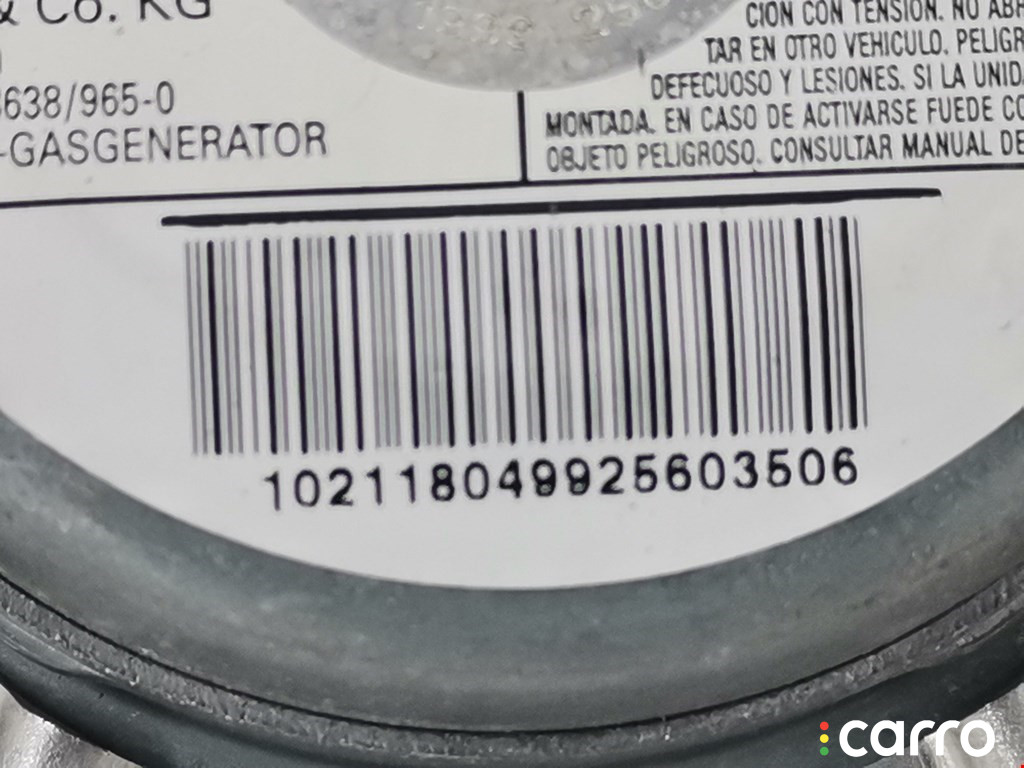 & Co. KG
638/965-0
-GASGENERATOR
CION CON TENSION. NO ABR
TAR EN OTRO VEHICULO. PELIGR
DEFECUOSO Y LESIONES. SI LA UNID
MONTADA. EN CASO DE ACTIVARSE FUEDE CO
OBJETO PELIGROSO. CONSULTAR MANUAL DE
102118049925603506
carro